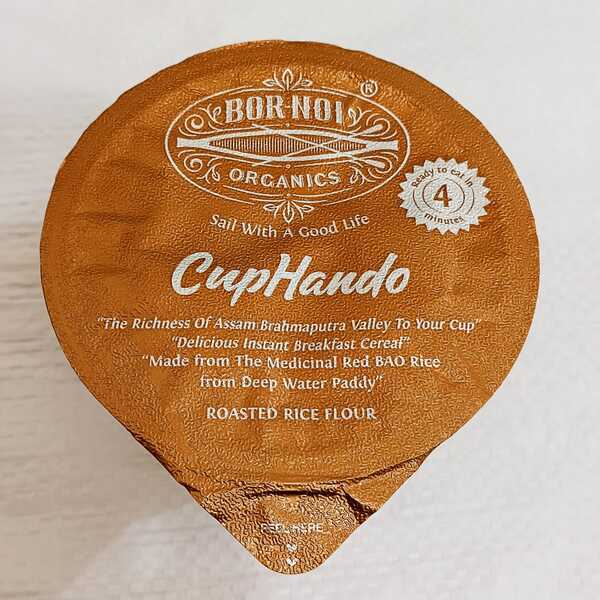 BOR-NOI ®
ORGANICS
Sail With A Good Life
Ready to eat in
4
minutes
CupHando
"The Richness Of Assam Brahmaputra Valley To Your Cup"
"Delicious Instant Breakfast Cereal"
"Made from The Medicinal Red BAO Rice
from Deep Water Paddy"
ROASTED RICE FLOUR
PEEL HERE